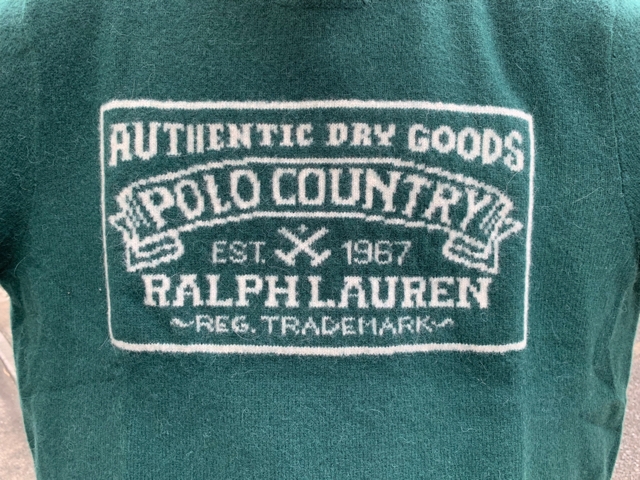 AUTHENTIC DRY GOODS
POLO COUNTRY
EST. 1967
RALPH LAUREN
~REG. TRADEMARK~